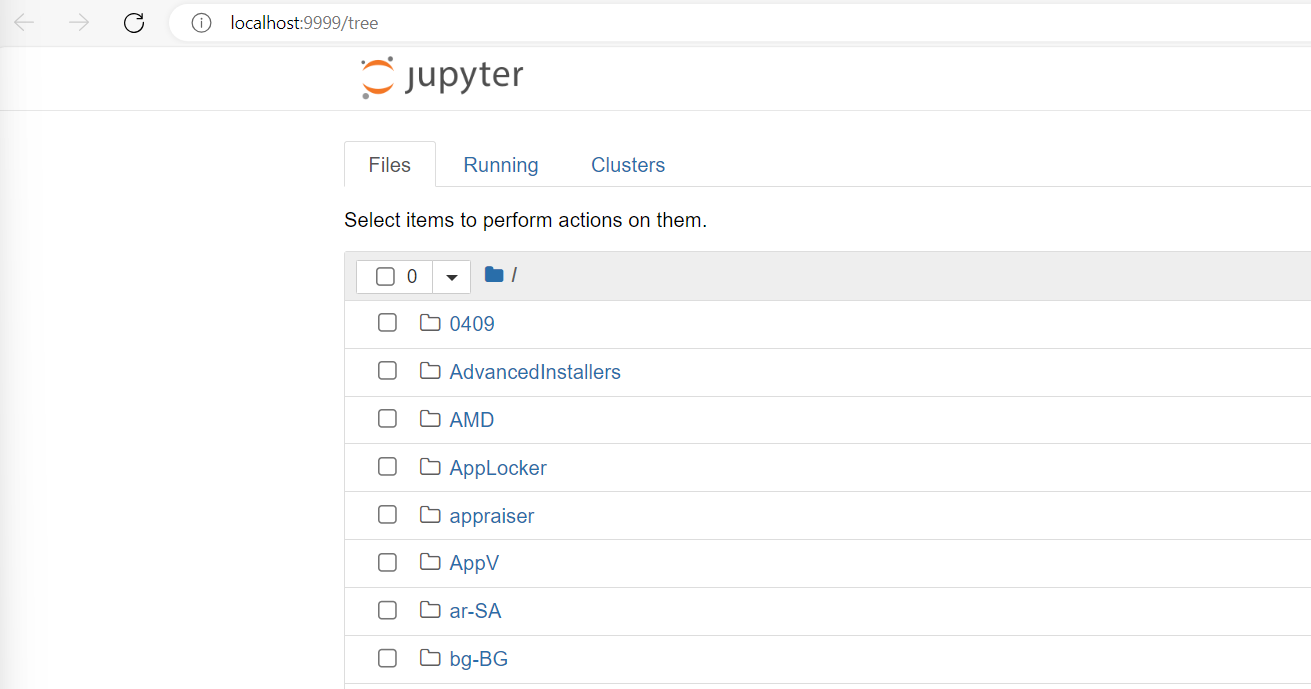 localhost:9999/tree
jupyter
Files Running Clusters
Select items to perform actions on them.
0 /
0409
AdvancedInstallers
AMD
AppLocker
appraiser
AppV
ar-SA
bg-BG